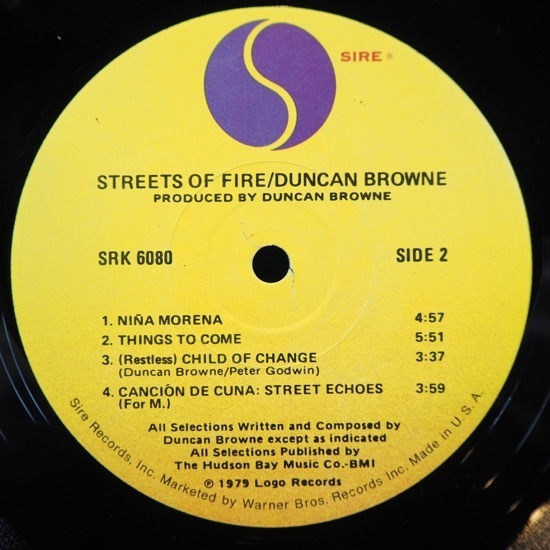 SIRE®
STREETS OF FIRE/DUNCAN BROWNE
PRODUCED BY DUNCAN BROWNE
SRK 6080 SIDE 2
1. NIÑA MORENA 4:57
2. THINGS TO COME 5:51
3. (Restless) CHILD OF CHANGE 3:37
(Duncan Browne/Peter Godwin)
4. CANCIÓN DE CUNA: STREET ECHOES 3:59
(For M.)
All Selections Written and Composed by
Duncan Browne except as indicated
All Selections Published by
The Hudson Bay Music Co.-BMI
℗ 1979 Logo Records
Sire Records, Inc. Marketed by Warner Bros. Records Inc. Made in U.S.A.